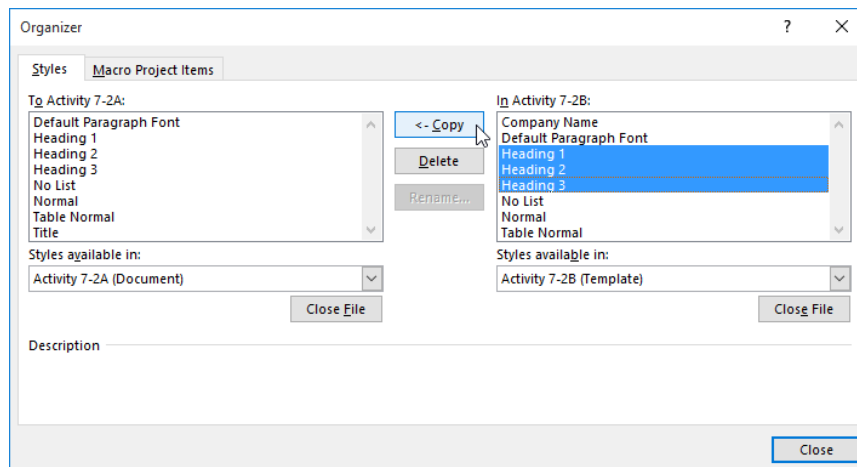 Organizer
?
Styles
Macro Project Items
To Activity 7-2A:
Default Paragraph Font
Heading 1
Heading 2
Heading 3
No List
Normal
Table Normal
Title
Styles available in:
Activity 7-2A (Document)
Close File
<- Copy
Delete
Rename...
In Activity 7-2B:
Company Name
Default Paragraph Font
Heading 1
Heading 2
Heading 3
No List
Normal
Table Normal
Styles available in:
Activity 7-2B (Template)
Close File
Description
Close